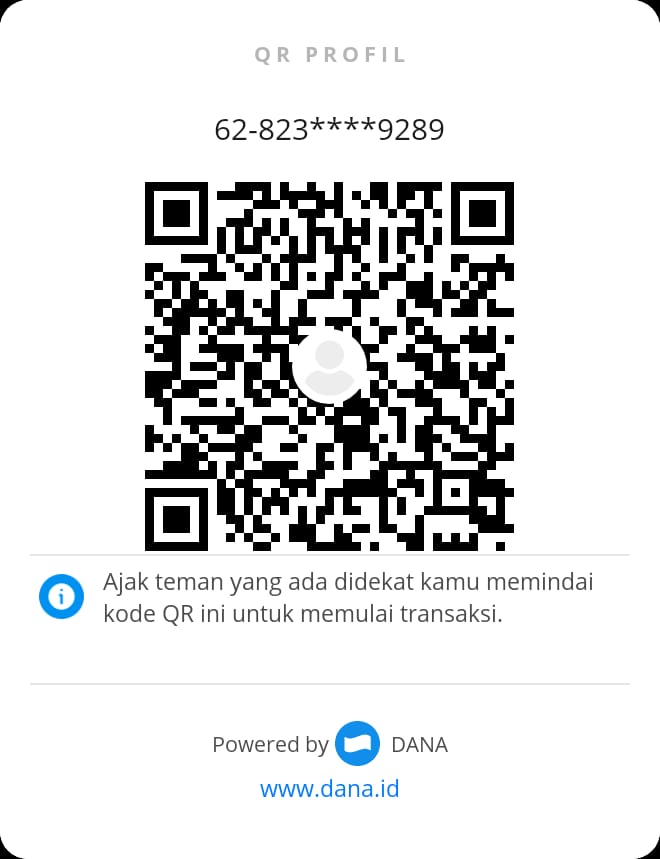 QR PROFIL
62-823****9289
Ajak teman yang ada didekat kamu memindai
kode QR ini untuk memulai transaksi.
Powered by DANA
www.dana.id